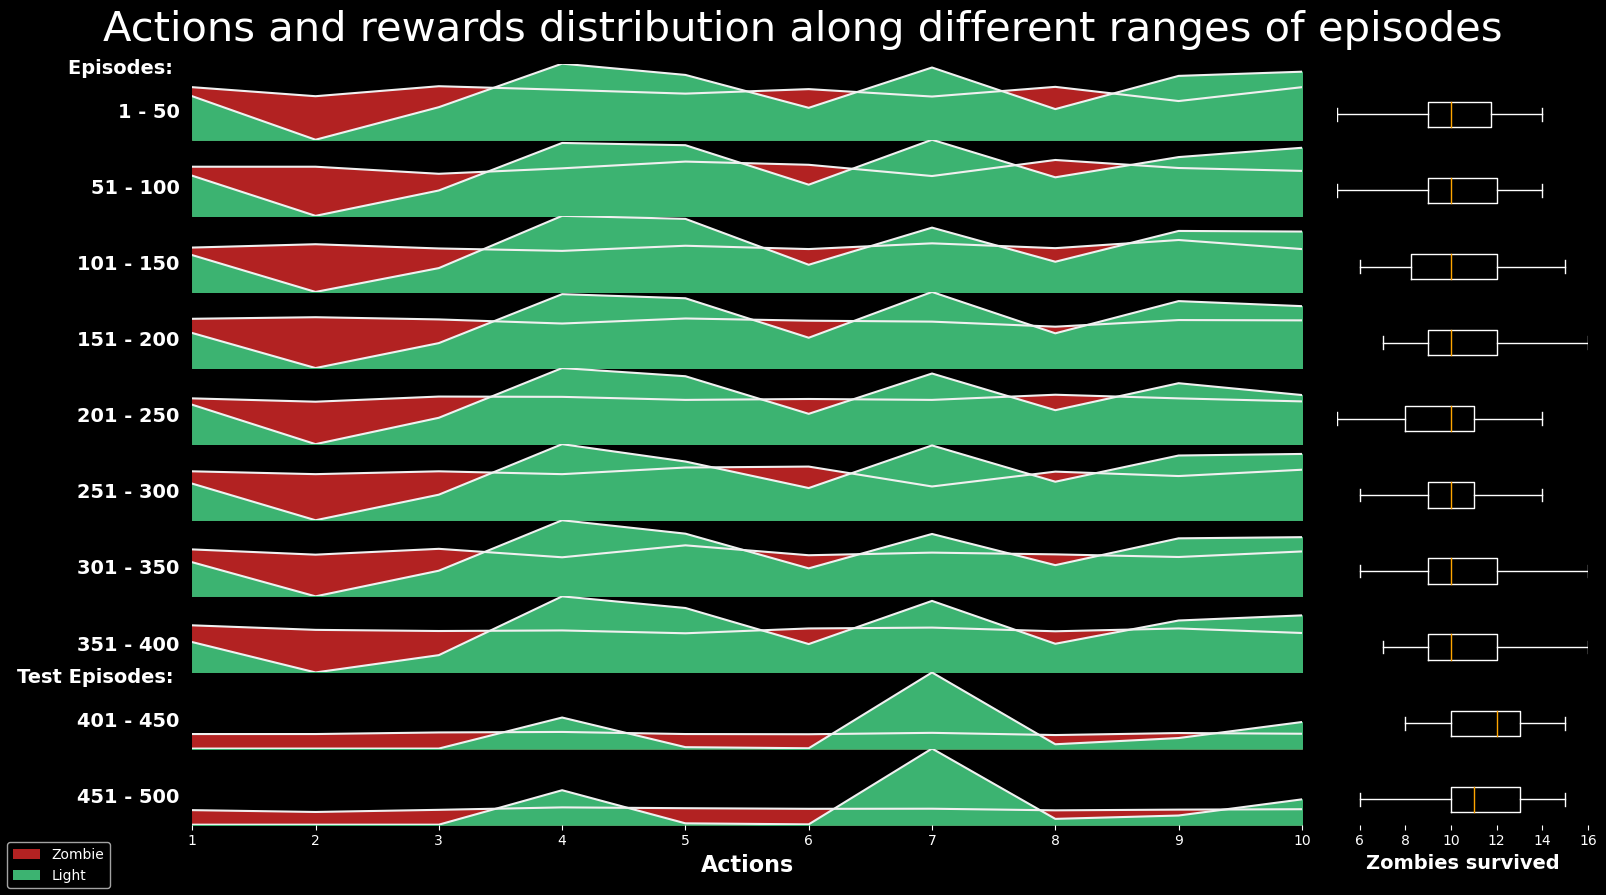 Actions and rewards distribution along different ranges of episodes
Episodes:
1 - 50
51 - 100
101 - 150
151 - 200
201 - 250
251 - 300
301 - 350
351 - 400
Test Episodes:
401 - 450
451 - 500
1 2 3 4 5 6 7 8 9 10
Actions
6 8 10 12 14 16
Zombies survived
Zombie
Light